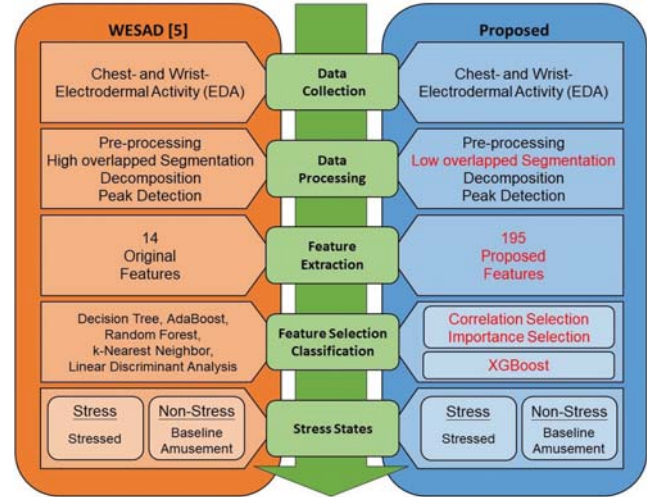 WESAD [5]
Proposed
Chest- and Wrist-
Electrodermal Activity (EDA)
Data
Collection
Chest- and Wrist-
Electrodermal Activity (EDA)
Pre-processing
High overlapped Segmentation
Decomposition
Peak Detection
Data
Processing
Pre-processing
Low overlapped Segmentation
Decomposition
Peak Detection
14
Original
Features
Feature
Extraction
195
Proposed
Features
Decision Tree, AdaBoost,
Random Forest,
k-Nearest Neighbor,
Linear Discriminant Analysis
Feature Selection
Classification
Correlation Selection
Importance Selection
XGBoost
Stress
Stressed
Non-Stress
Baseline
Amusement
Stress States
Stress
Stressed
Non-Stress
Baseline
Amusement